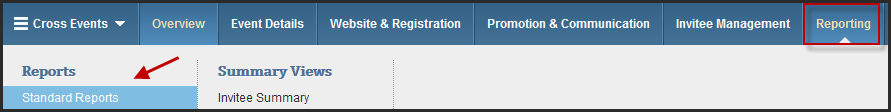 Cross Events Overview Event Details Website & Registration Promotion & Communication Invitee Management Reporting
Reports Summary Views
Standard Reports Invitee Summary